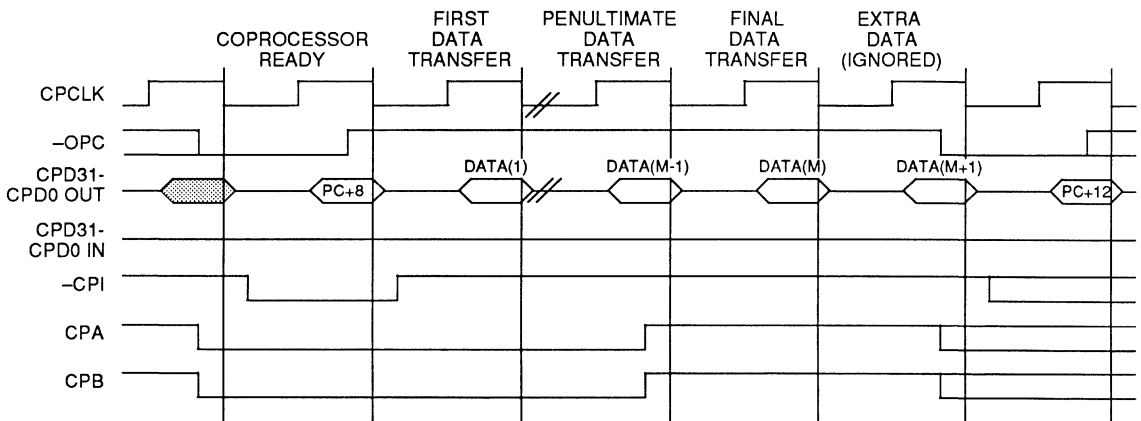 COPROCESSOR
READY
FIRST
DATA
TRANSFER
PENULTIMATE
DATA
TRANSFER
FINAL
DATA
TRANSFER
EXTRA
DATA
(IGNORED)
CPCLK
–OPC
CPD31-
CPD0 OUT
PC+8
DATA(1)
DATA(M-1)
DATA(M)
DATA(M+1)
PC+12
CPD31-
CPD0 IN
–CPI
CPA
CPB